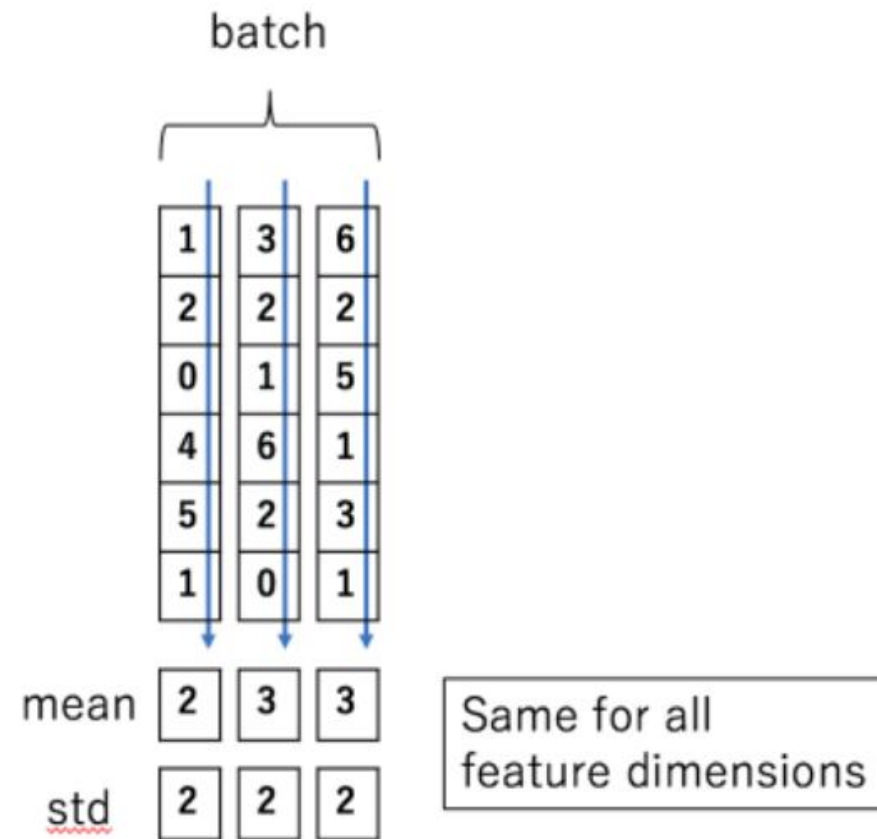 batch
1 3 6
2 2 2
0 1 5
4 6 1
5 2 3
1 0 1
mean 2 3 3
Same for all
feature dimensions
std 2 2 2